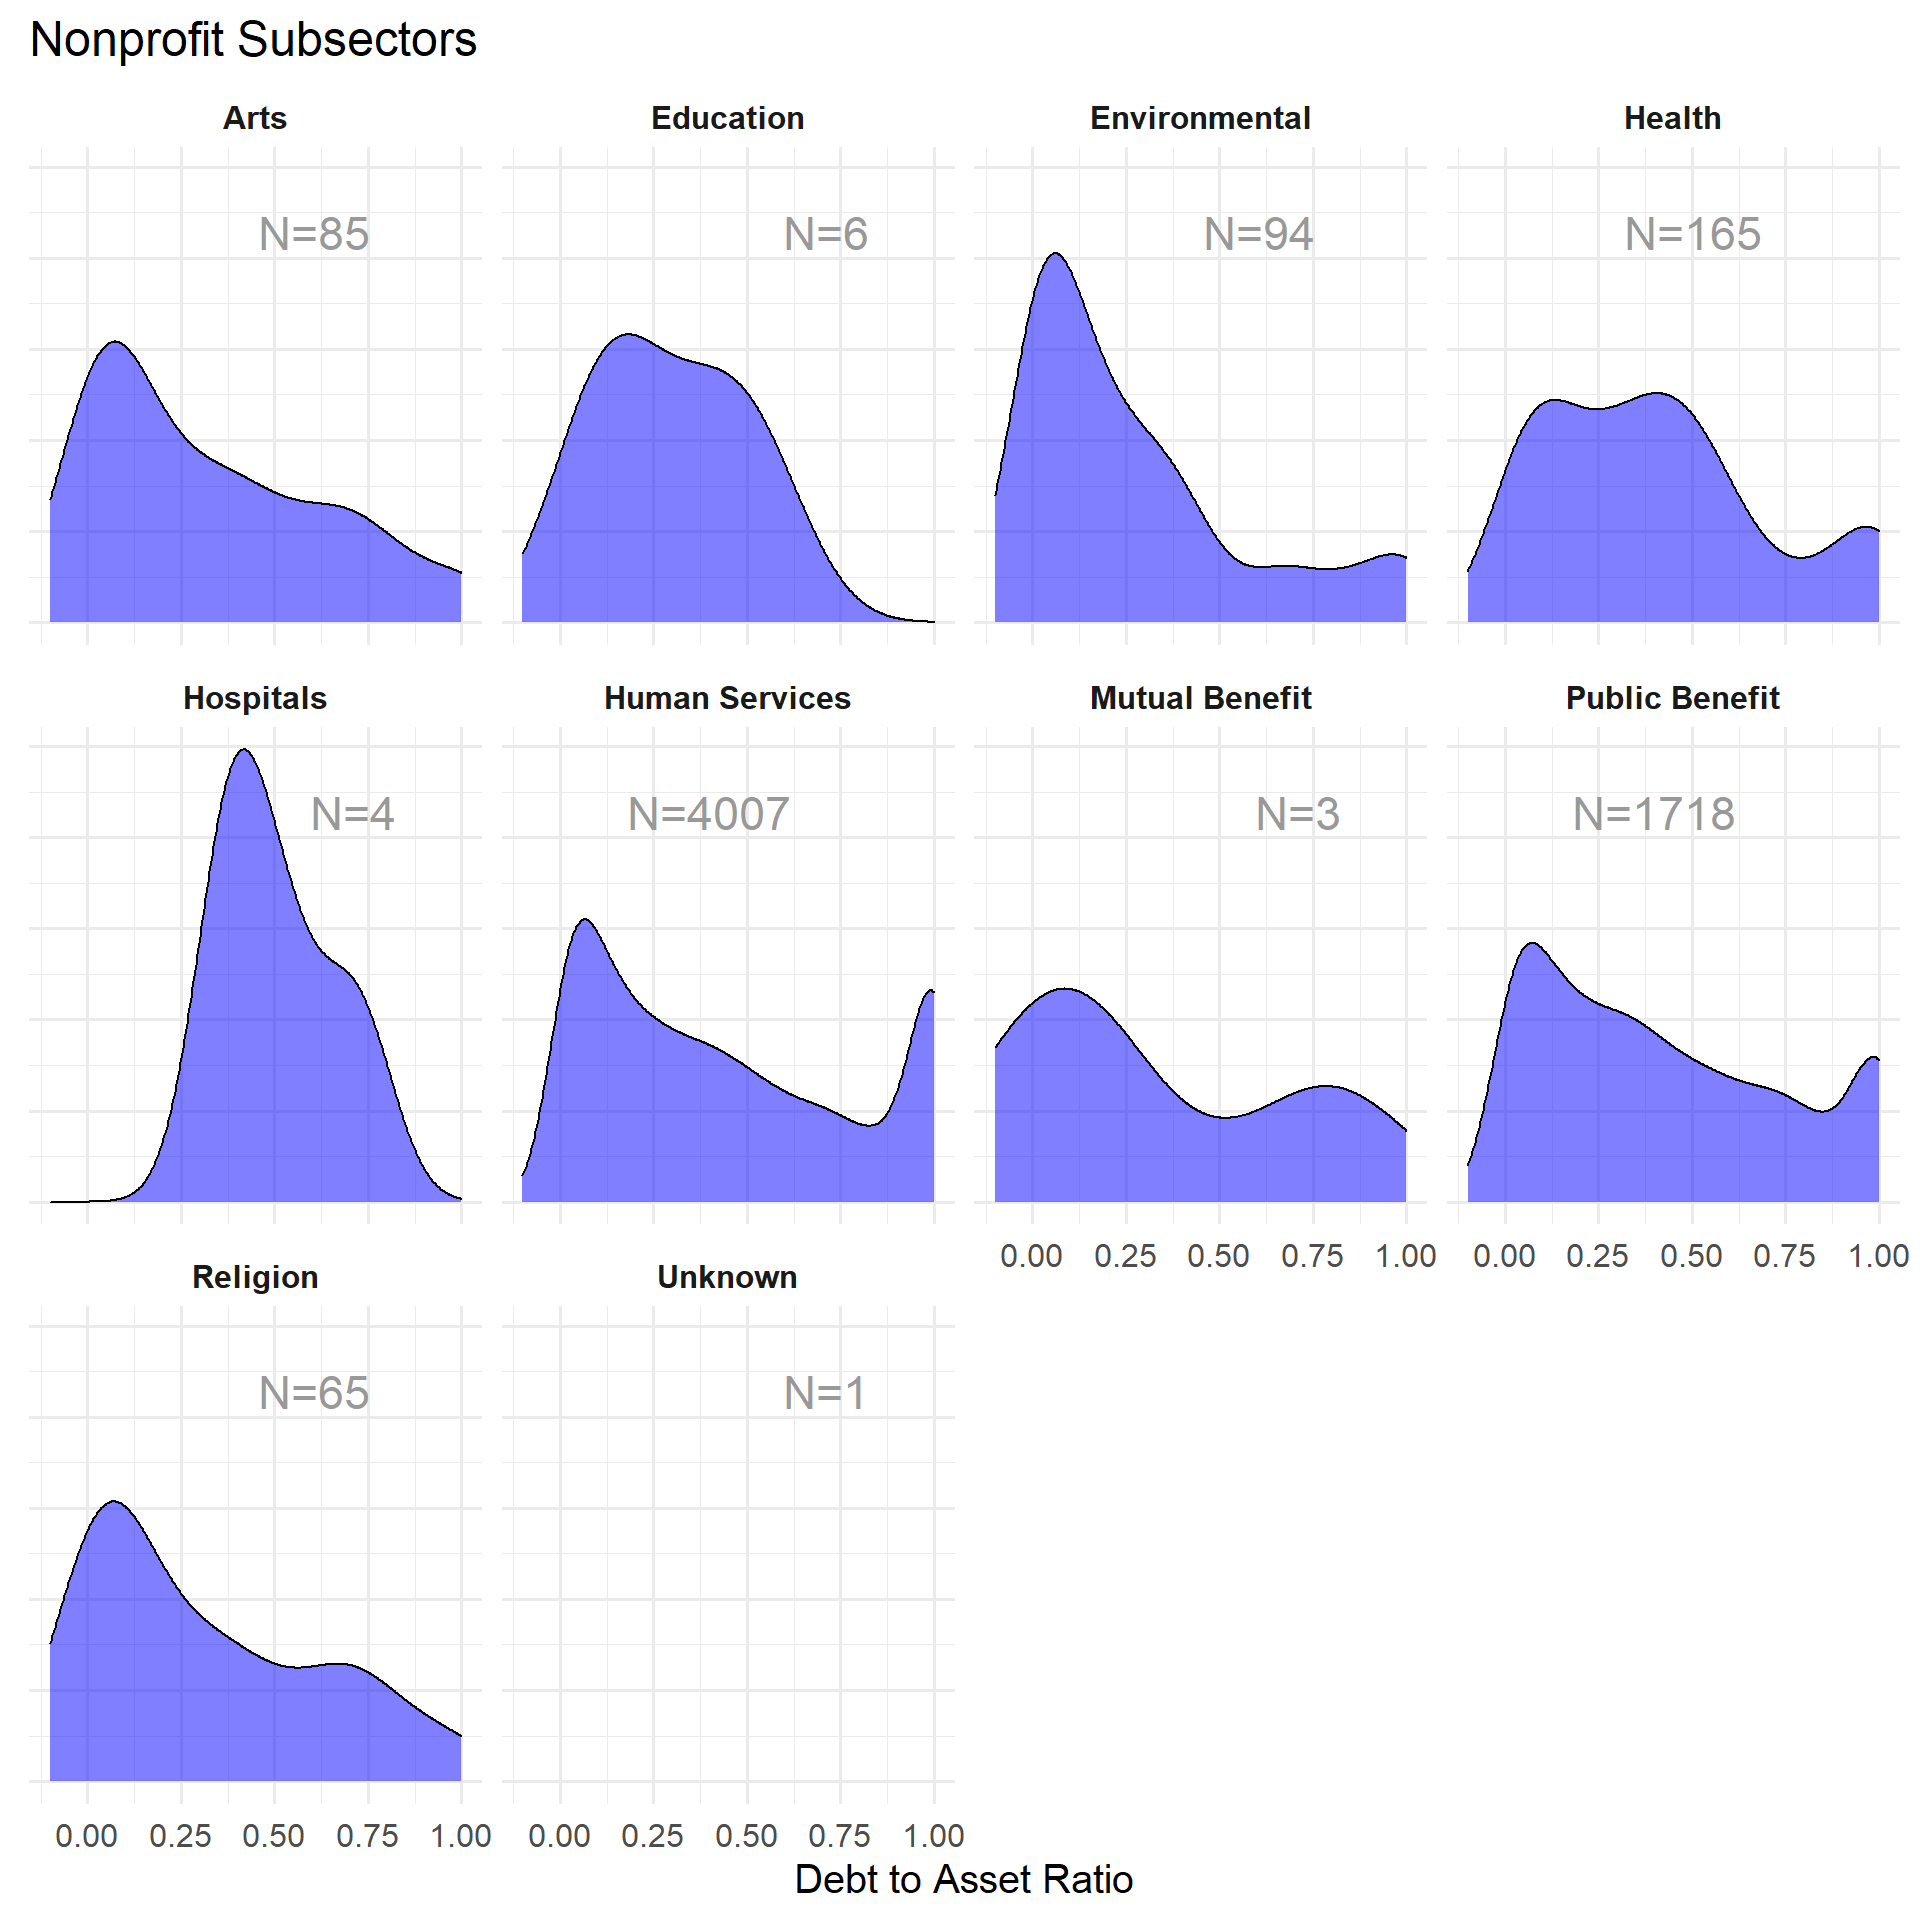 Nonprofit Subsectors
Arts
Education
Environmental
Health
N=85
N=6
N=94
N=165
Hospitals
Human Services
Mutual Benefit
Public Benefit
N=4
N=4007
N=3
N=1718
0.00 0.25 0.50 0.75 1.00
0.00 0.25 0.50 0.75 1.00
Religion
Unknown
N=65
N=1
0.00 0.25 0.50 0.75 1.00
0.00 0.25 0.50 0.75 1.00
Debt to Asset Ratio